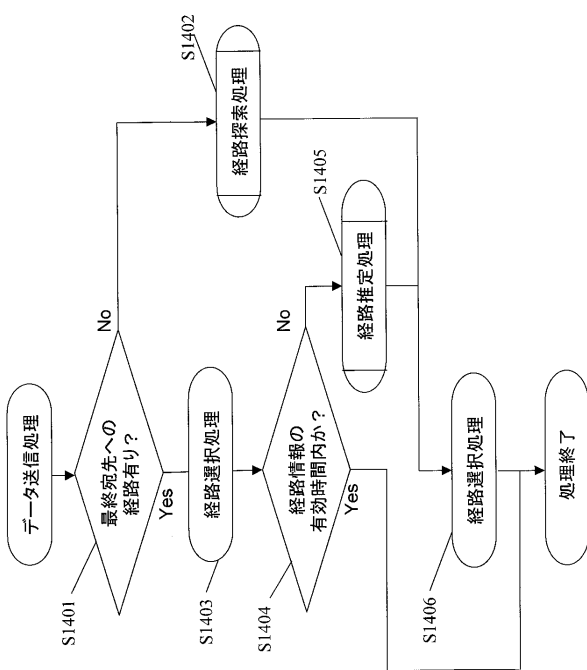 データ送信処理
S1401
最終宛先への
経路有り?
No
Yes
S1402
経路探索処理
S1403
経路選択処理
S1404
経路情報の
有効時間内か?
No
Yes
S1405
経路推定処理
S1406
経路選択処理
処理終了